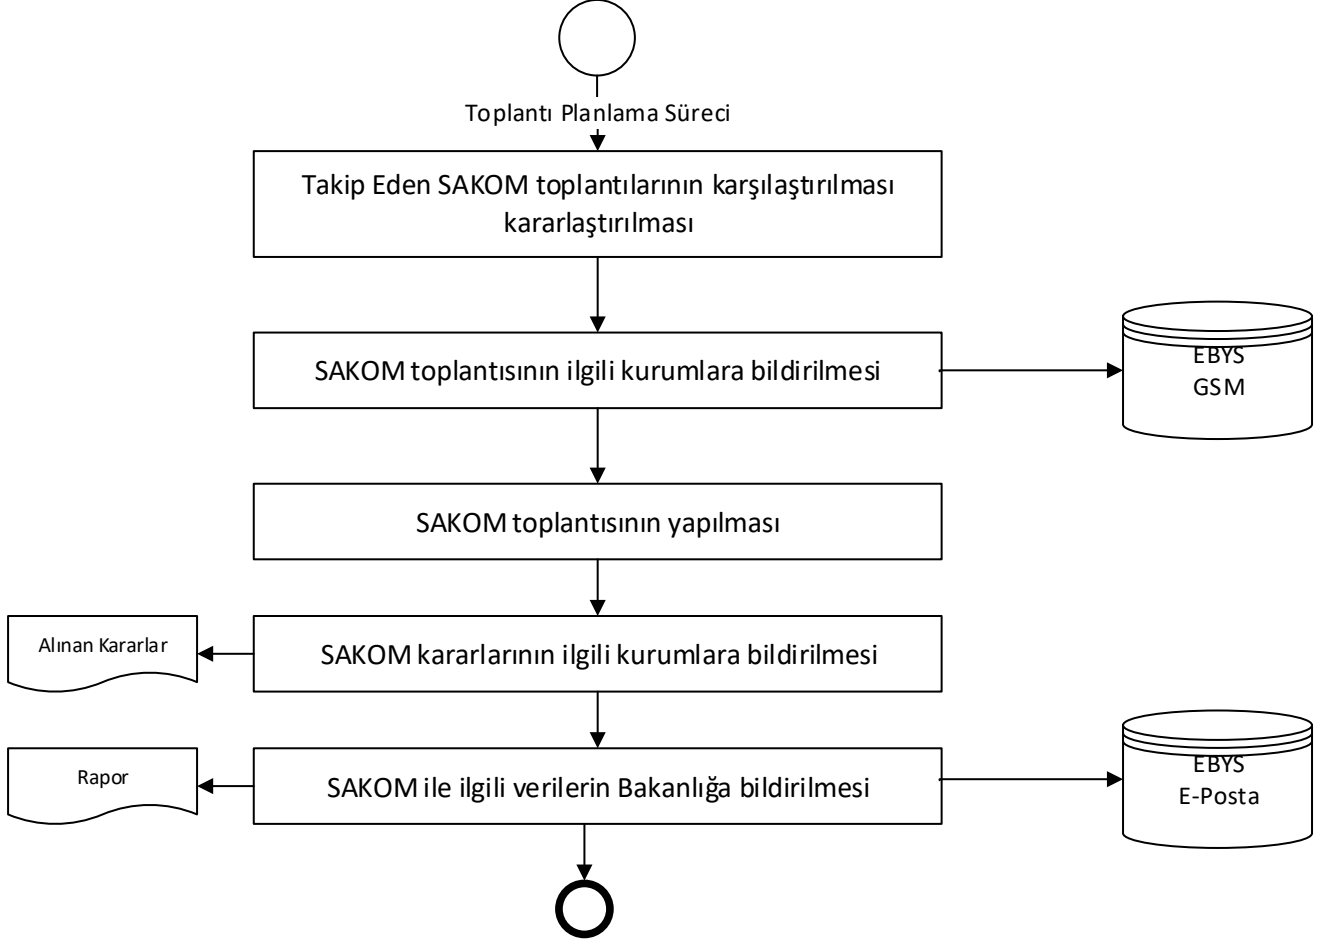 Toplantı Planlama Süreci
Takip Eden SAKOM toplantılarının karşılaştırılması
kararlaştırılması
SAKOM toplantısının ilgili kurumlara bildirilmesi
EBYS
GSM
SAKOM toplantısının yapılması
Alınan Kararlar
SAKOM kararlarının ilgili kurumlara bildirilmesi
Rapor
SAKOM ile ilgili verilerin Bakanlığa bildirilmesi
EBYS
E-Posta